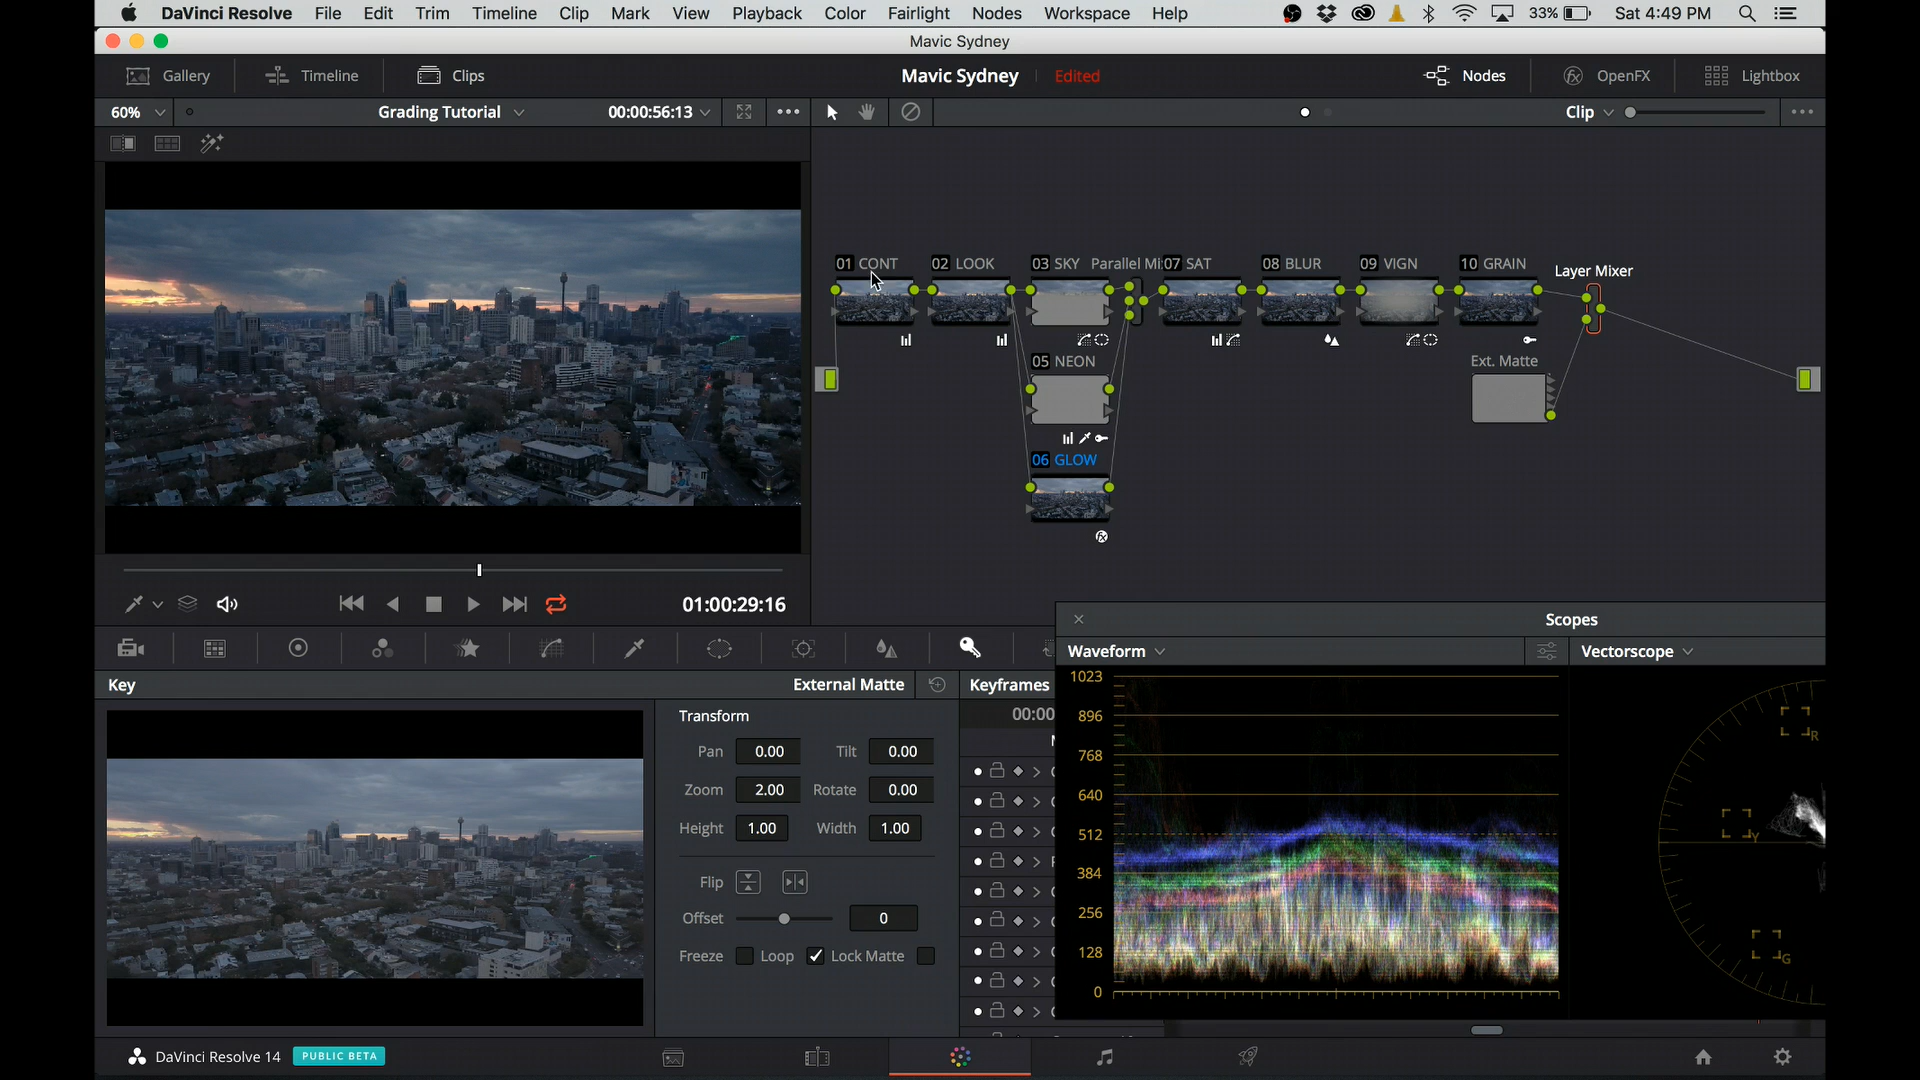 DaVinci Resolve File Edit Trim Timeline Clip Mark View Playback Color Fairlight Nodes Workspace Help 33% Sat 4:49 PM
Mavic Sydney
Gallery Timeline Clips Mavic Sydney Edited Nodes OpenFX Lightbox
60% Grading Tutorial 00:00:56:13 Clip
01 CONT 02 LOOK 03 SKY Parallel Mi 07 SAT 08 BLUR 09 VIGN 10 GRAIN Layer Mixer
05 NEON Ext. Matte
06 GLOW
01:00:29:16
Scopes
Waveform Vectorscope
Key External Matte Keyframes
00:00
Transform
Pan 0.00 Tilt 0.00
Zoom 2.00 Rotate 0.00
Height 1.00 Width 1.00
Flip
Offset 0
Freeze Loop Lock Matte
1023
896
768
640
512
384
256
128
0
R
Y
G
DaVinci Resolve 14 PUBLIC BETA